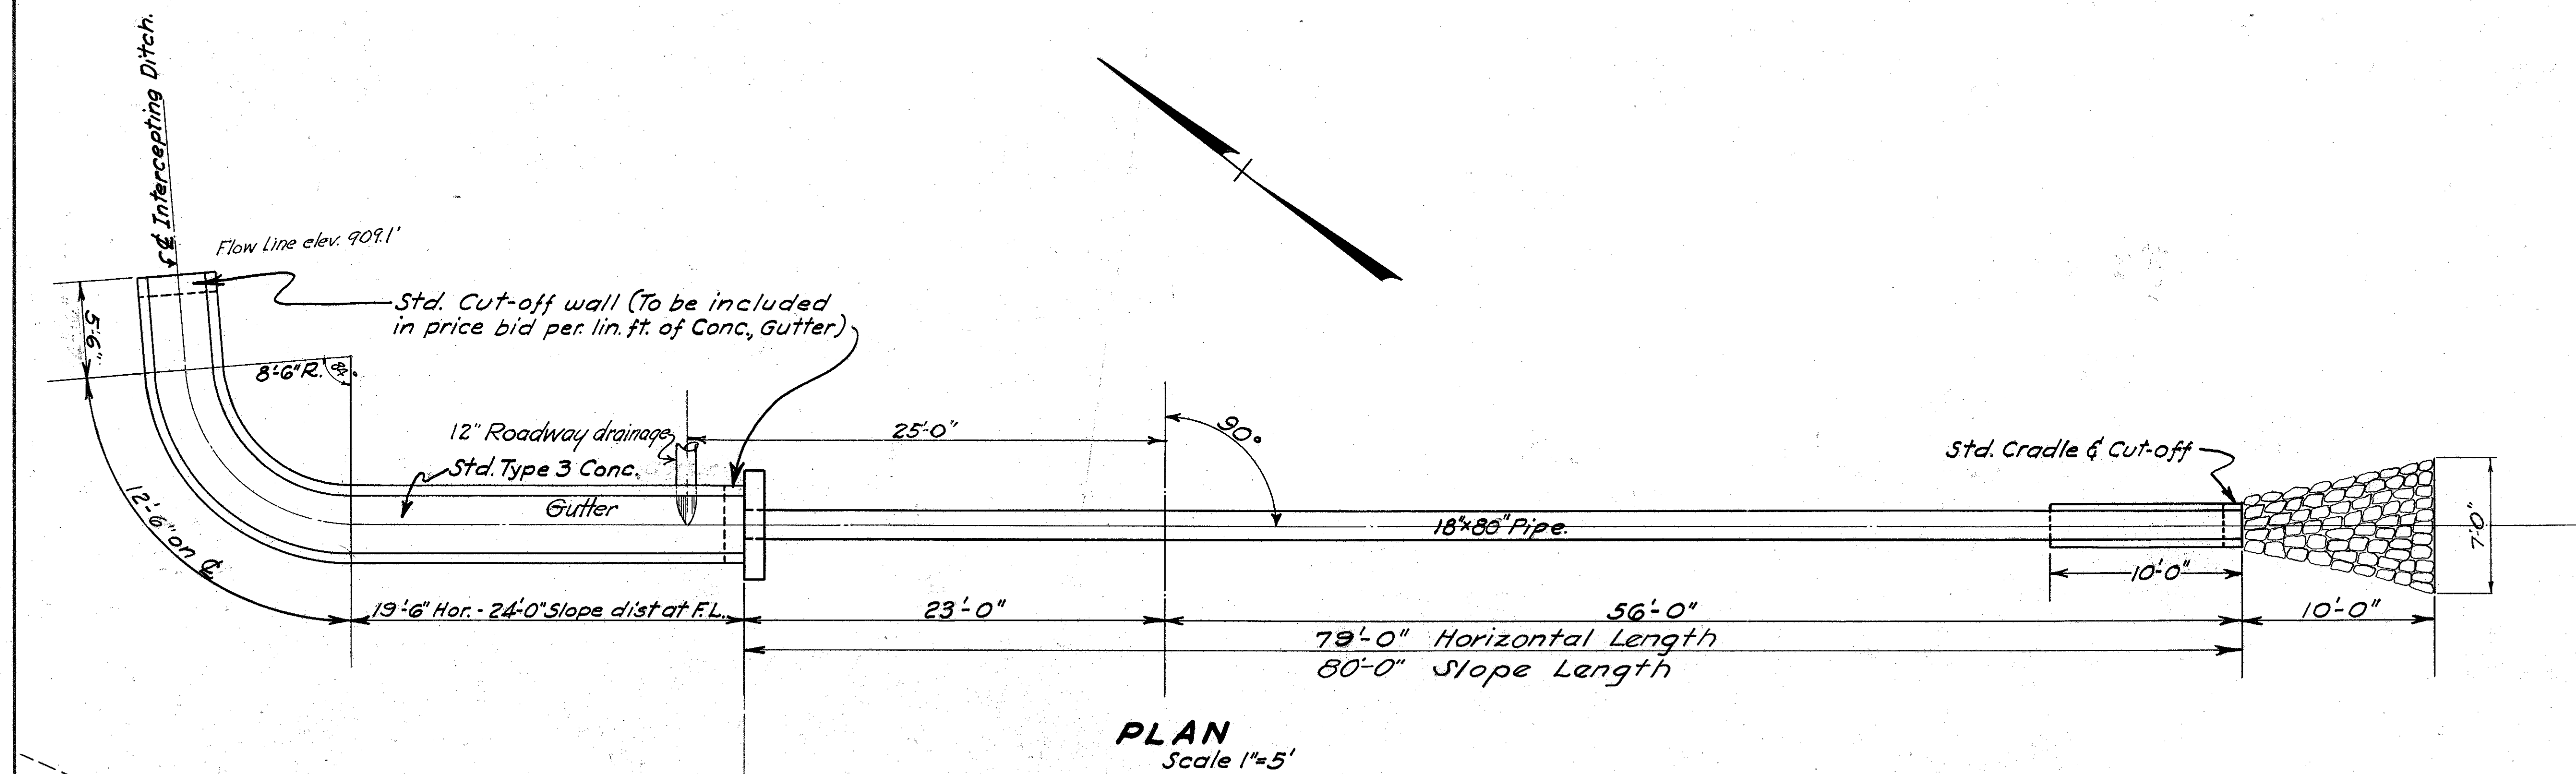 ℄ Intercepting Ditch.
Flow Line elev. 909.1'
Std. Cut-off wall (To be included
in price bid per. lin. ft. of Conc., Gutter)
5'-6"
8'-6" R.
12'-6" on ℄
12" Roadway drainage
Std. Type 3 Conc.
Gutter
25'-0"
90°
18"x80" Pipe.
Std. Cradle & Cut-off
10'-0"
7'-0"
19'-6" Hor. - 24'-0" Slope dist at F.L.
23'-0"
56'-0"
10'-0"
79'-0" Horizontal Length
80'-0" Slope Length
PLAN
Scale 1"=5'